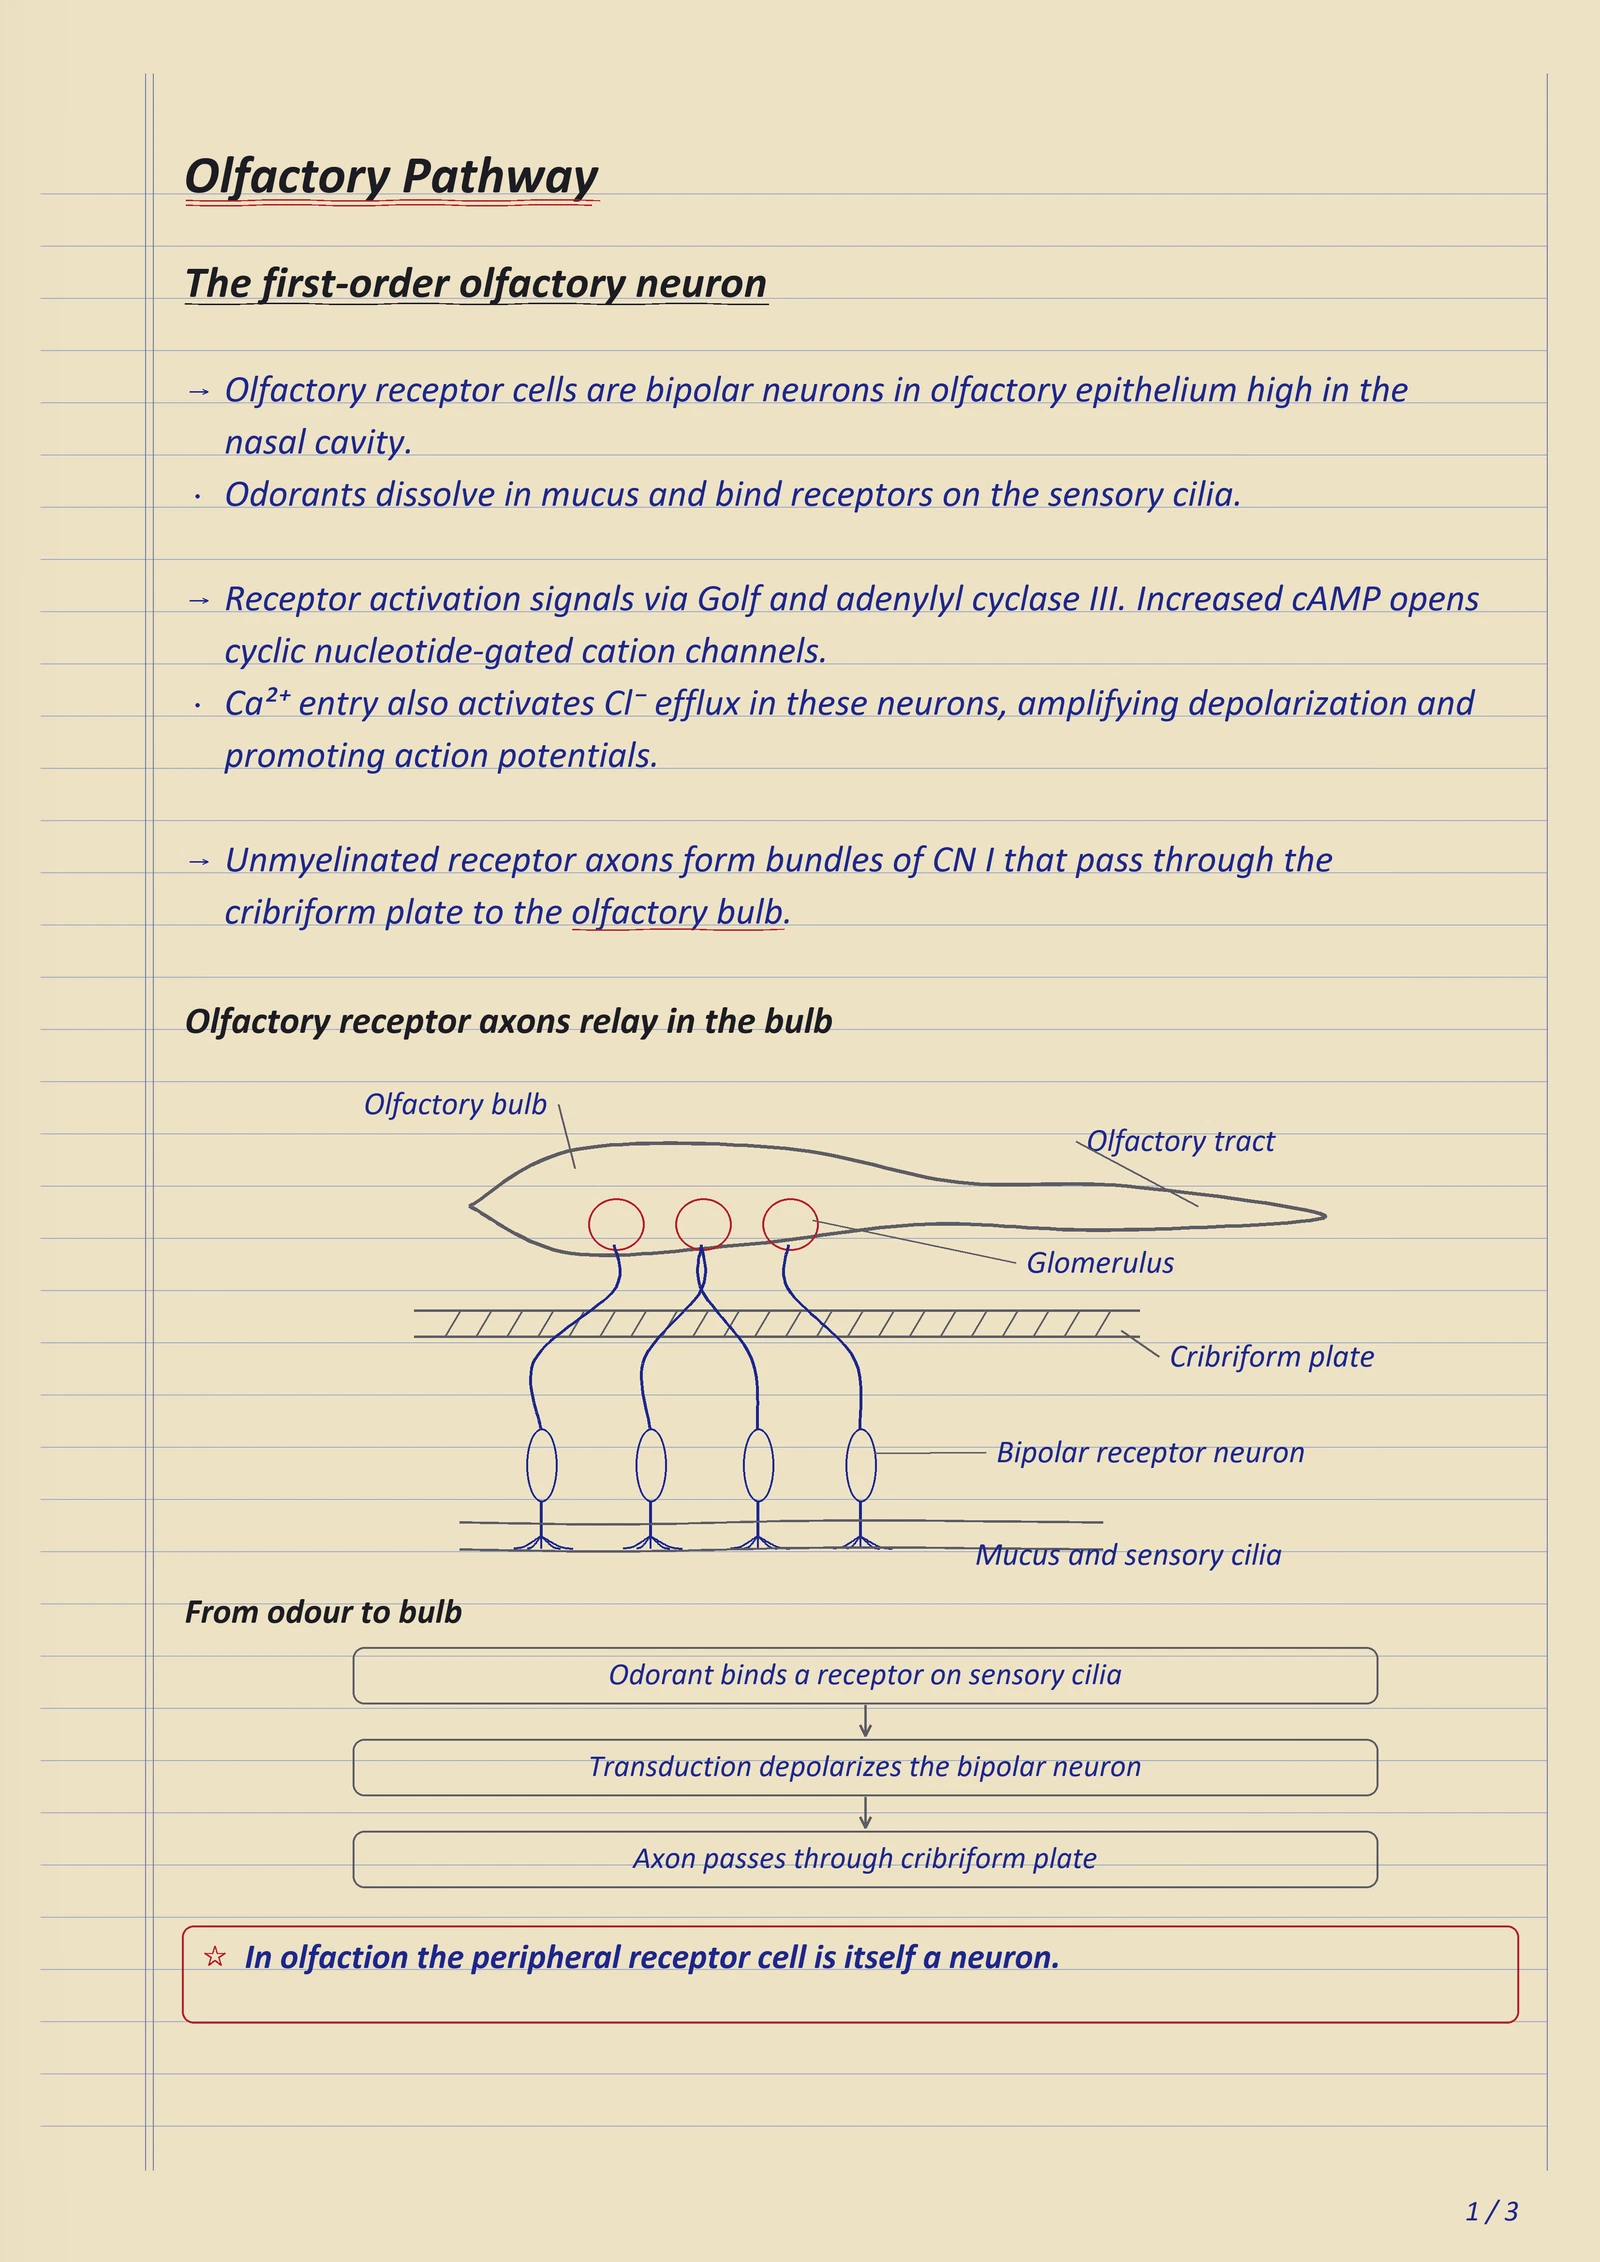 Olfactory Pathway
The first-order olfactory neuron
→ Olfactory receptor cells are bipolar neurons in olfactory epithelium high in the
nasal cavity.
· Odorants dissolve in mucus and bind receptors on the sensory cilia.
→ Receptor activation signals via Golf and adenylyl cyclase III. Increased cAMP opens
cyclic nucleotide-gated cation channels.
· Ca²⁺ entry also activates Cl⁻ efflux in these neurons, amplifying depolarization and
promoting action potentials.
→ Unmyelinated receptor axons form bundles of CN I that pass through the
cribriform plate to the olfactory bulb.
Olfactory receptor axons relay in the bulb
Olfactory bulb
Olfactory tract
Glomerulus
Cribriform plate
Bipolar receptor neuron
Mucus and sensory cilia
From odour to bulb
Odorant binds a receptor on sensory cilia
Transduction depolarizes the bipolar neuron
Axon passes through cribriform plate
☆ In olfaction the peripheral receptor cell is itself a neuron.
1 / 3